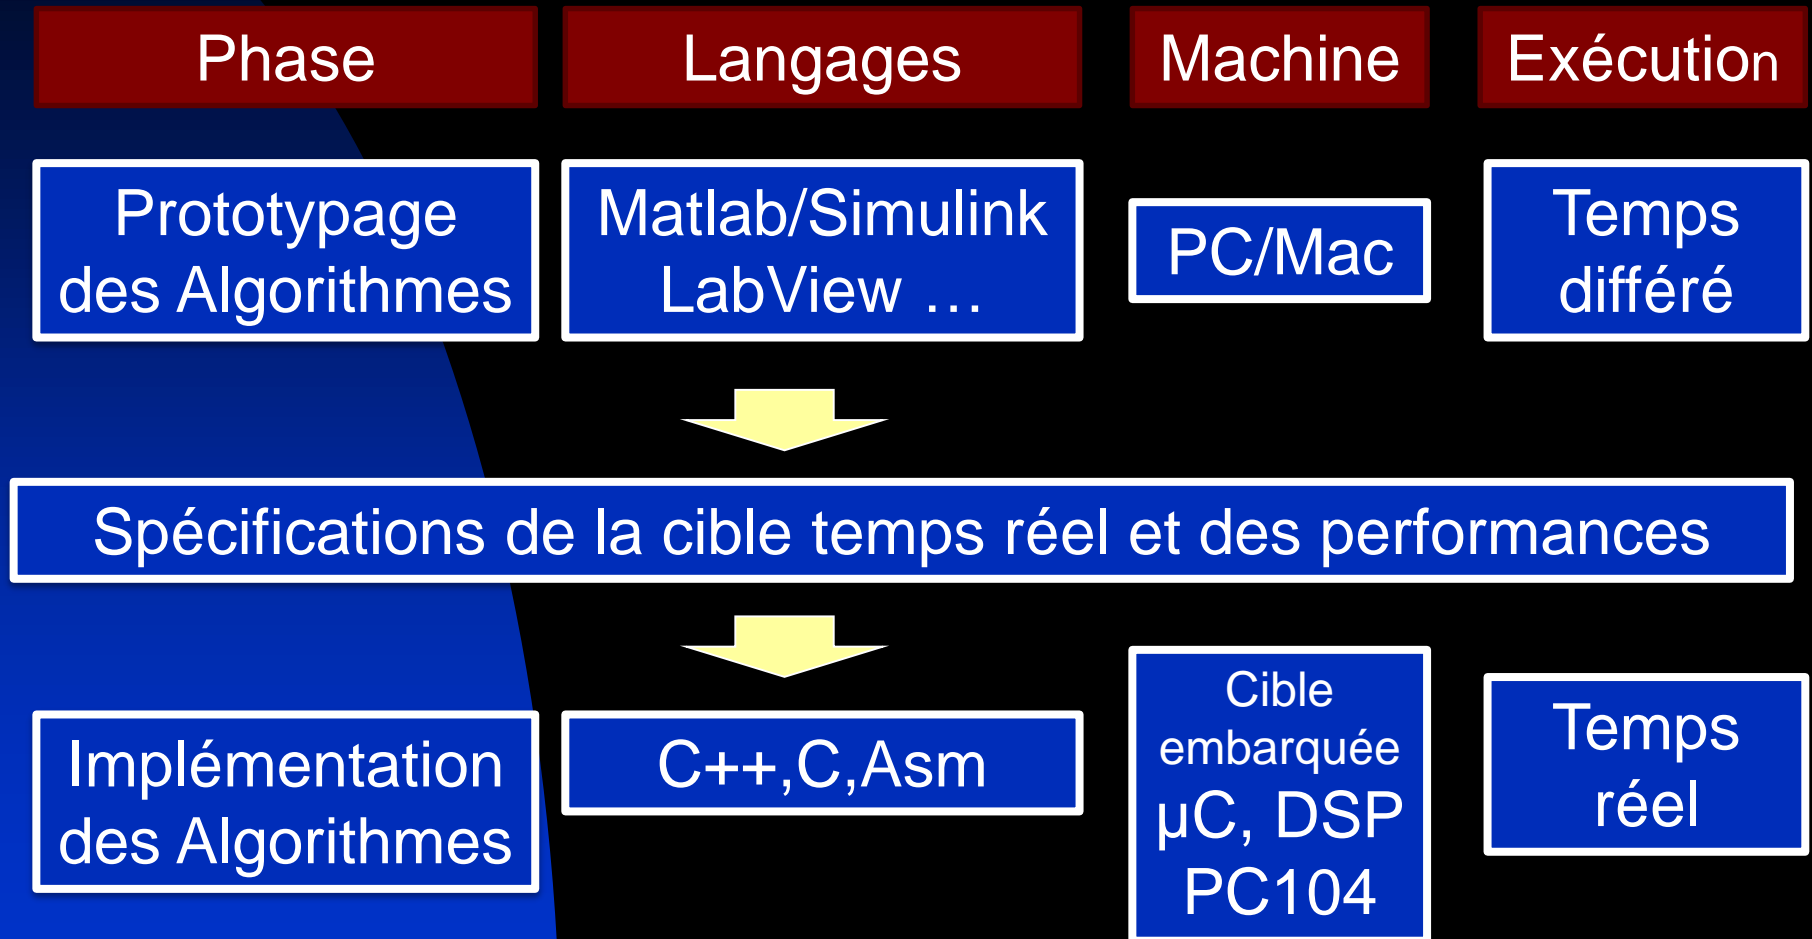 Phase
Langages
Machine
Exécution
Prototypage
des Algorithmes
Matlab/Simulink
LabView …
PC/Mac
Temps
différé
Spécifications de la cible temps réel et des performances
Implémentation
des Algorithmes
C++,C,Asm
Cible
embarquée
µC, DSP
PC104
Temps
réel